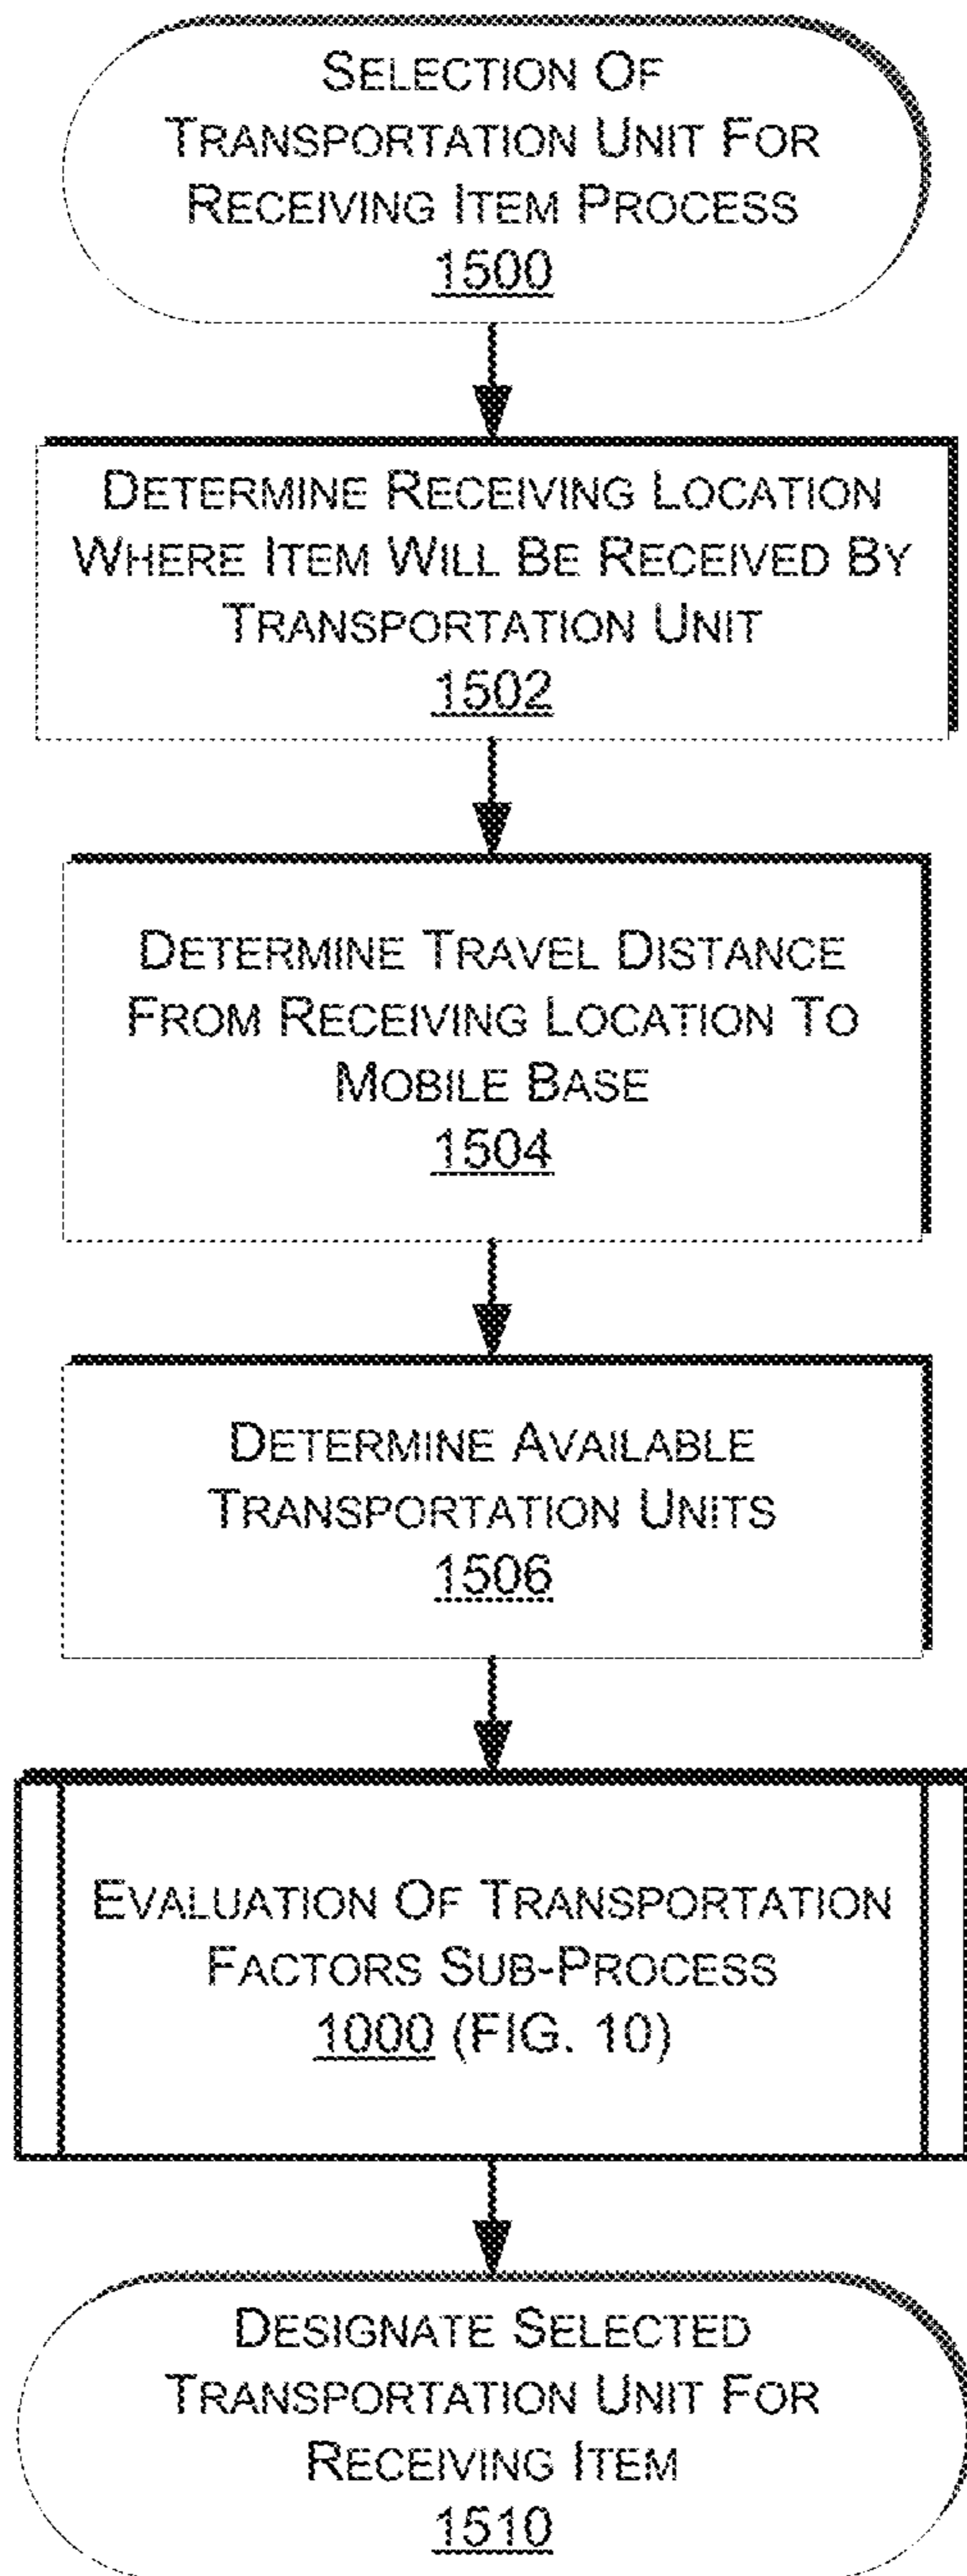 SELECTION OF
TRANSPORTATION UNIT FOR
RECEIVING ITEM PROCESS
1500
DETERMINE RECEIVING LOCATION
WHERE ITEM WILL BE RECEIVED BY
TRANSPORTATION UNIT
1502
DETERMINE TRAVEL DISTANCE
FROM RECEIVING LOCATION TO
MOBILE BASE
1504
DETERMINE AVAILABLE
TRANSPORTATION UNITS
1506
EVALUATION OF TRANSPORTATION
FACTORS SUB-PROCESS
1000 (FIG. 10)
DESIGNATE SELECTED
TRANSPORTATION UNIT FOR
RECEIVING ITEM
1510